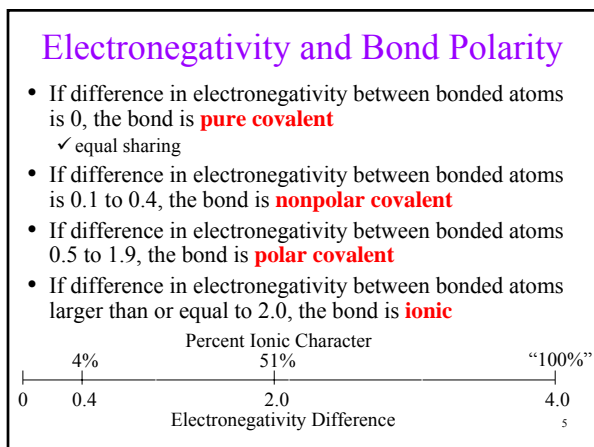 Electronegativity and Bond Polarity
• If difference in electronegativity between bonded atoms
is 0, the bond is pure covalent
✓ equal sharing
• If difference in electronegativity between bonded atoms
is 0.1 to 0.4, the bond is nonpolar covalent
• If difference in electronegativity between bonded atoms
0.5 to 1.9, the bond is polar covalent
• If difference in electronegativity between bonded atoms
larger than or equal to 2.0, the bond is ionic
Percent Ionic Character
4% 51% “100%”
0 0.4 2.0 4.0
Electronegativity Difference
5